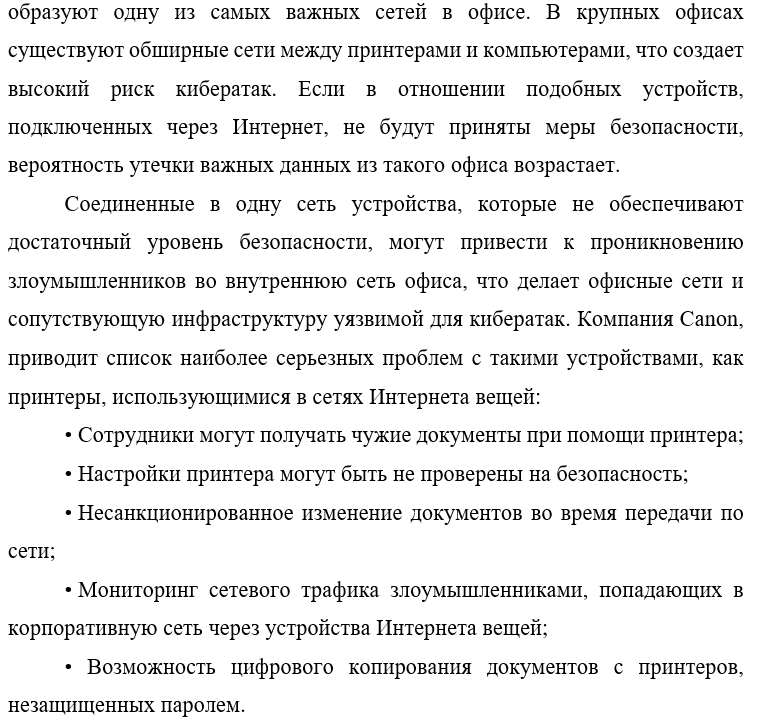 образуют одну из самых важных сетей в офисе. В крупных офисах
существуют обширные сети между принтерами и компьютерами, что создает
высокий риск кибератак. Если в отношении подобных устройств,
подключенных через Интернет, не будут приняты меры безопасности,
вероятность утечки важных данных из такого офиса возрастает.
Соединенные в одну сеть устройства, которые не обеспечивают
достаточный уровень безопасности, могут привести к проникновению
злоумышленников во внутреннюю сеть офиса, что делает офисные сети и
сопутствующую инфраструктуру уязвимой для кибератак. Компания Canon,
приводит список наиболее серьезных проблем с такими устройствами, как
принтеры, использующимися в сетях Интернета вещей:
• Сотрудники могут получать чужие документы при помощи принтера;
• Настройки принтера могут быть не проверены на безопасность;
• Несанкционированное изменение документов во время передачи по
сети;
• Мониторинг сетевого трафика злоумышленниками, попадающих в
корпоративную сеть через устройства Интернета вещей;
• Возможность цифрового копирования документов с принтеров,
незащищенных паролем.